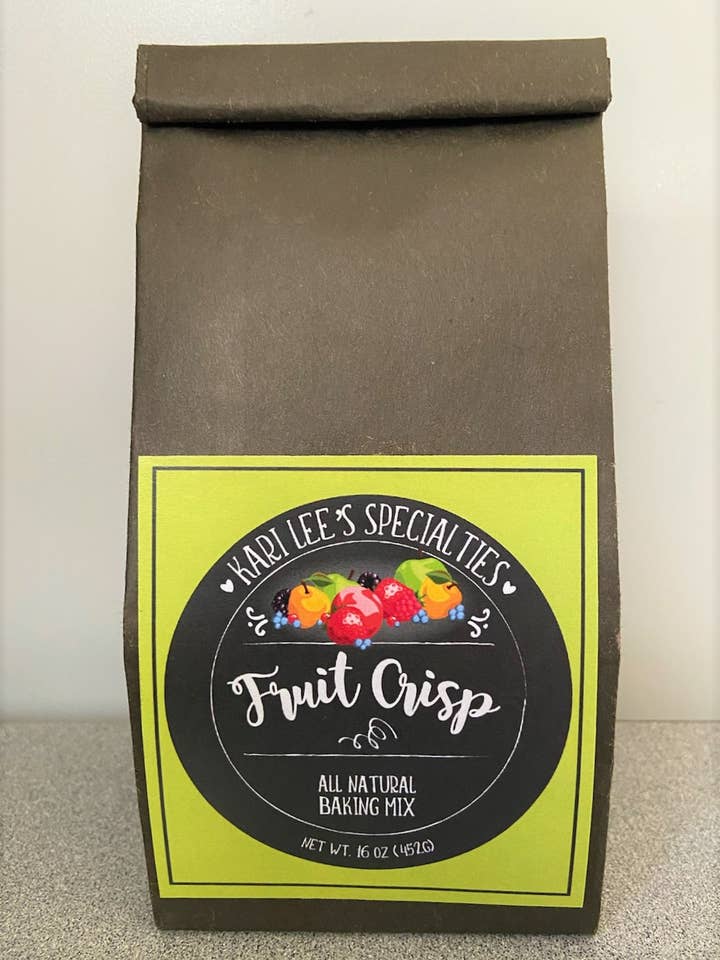 KARI LEE'S SPECIALTIES
Fruit Crisp
ALL NATURAL
BAKING MIX
NET WT. 16 OZ (452G)